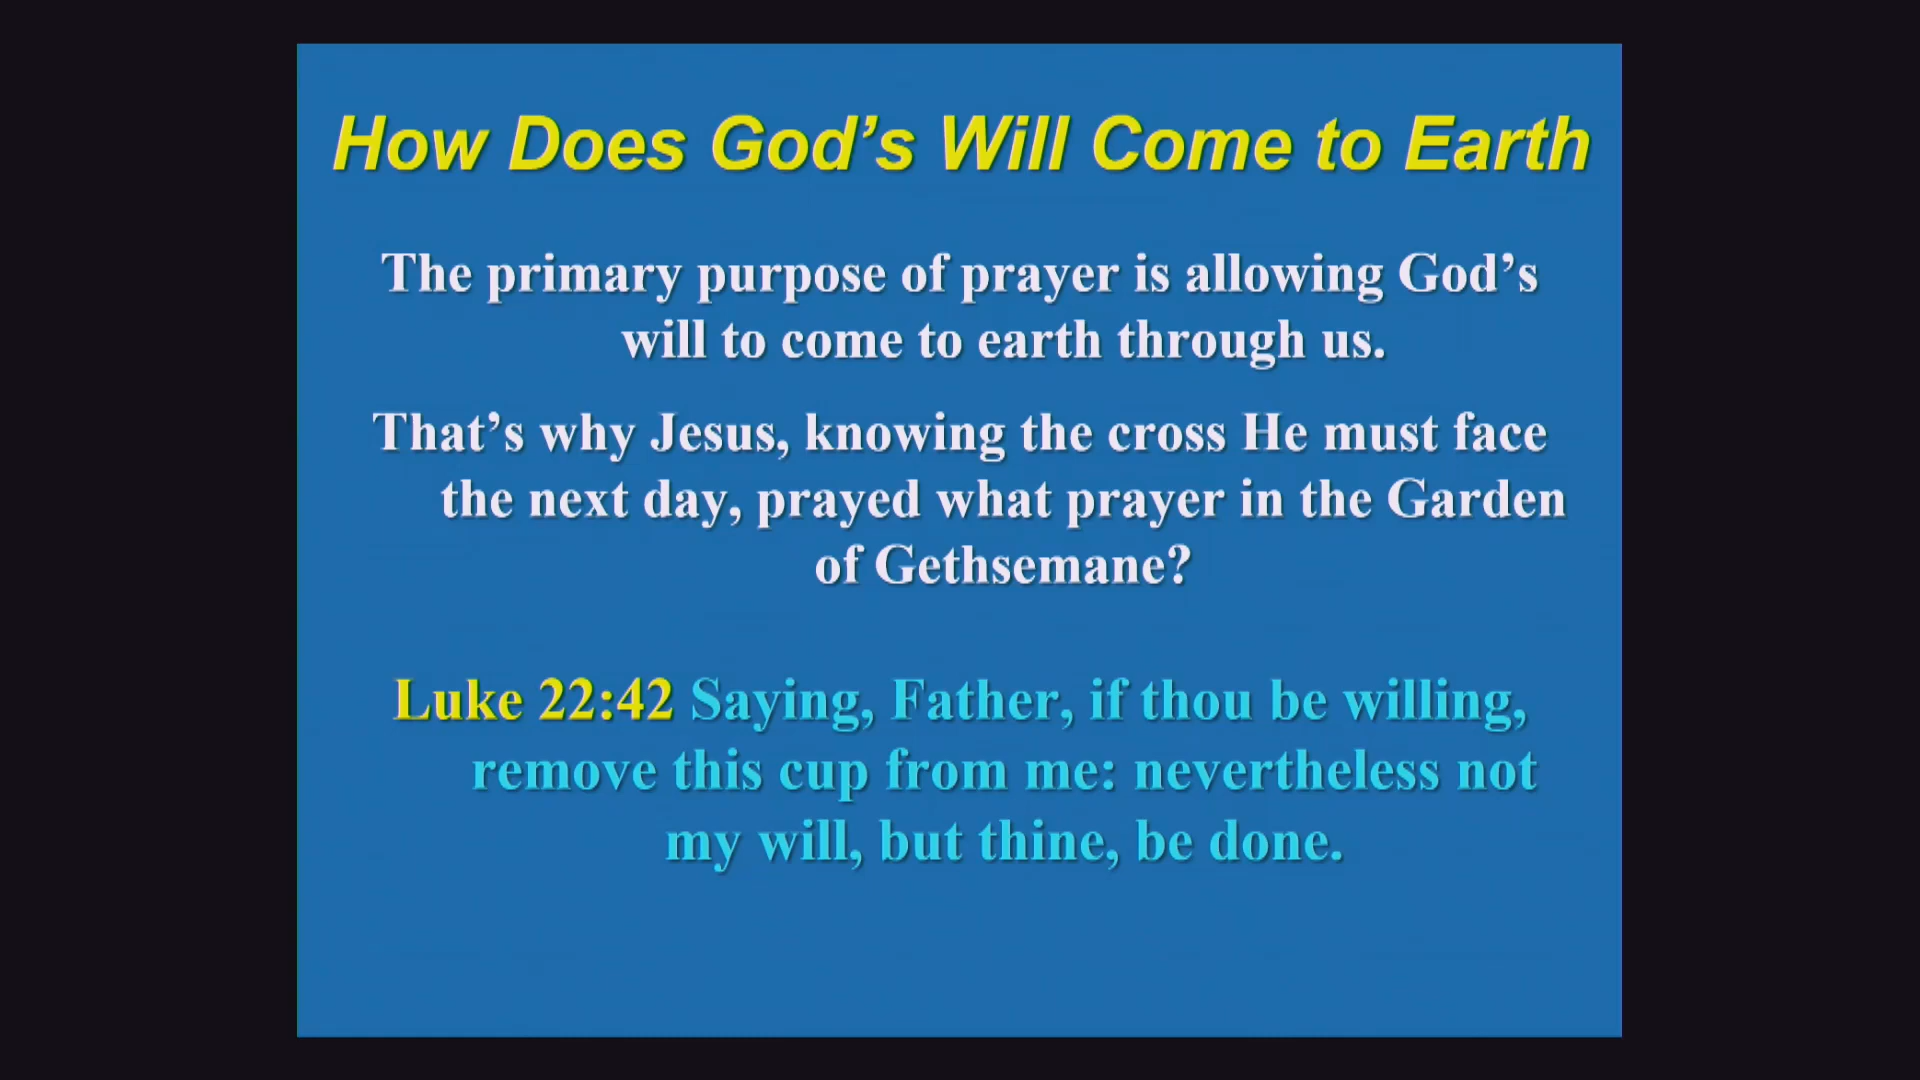 How Does God’s Will Come to Earth
The primary purpose of prayer is allowing God’s
will to come to earth through us.
That’s why Jesus, knowing the cross He must face
the next day, prayed what prayer in the Garden
of Gethsemane?
Luke 22:42 Saying, Father, if thou be willing,
remove this cup from me: nevertheless not
my will, but thine, be done.